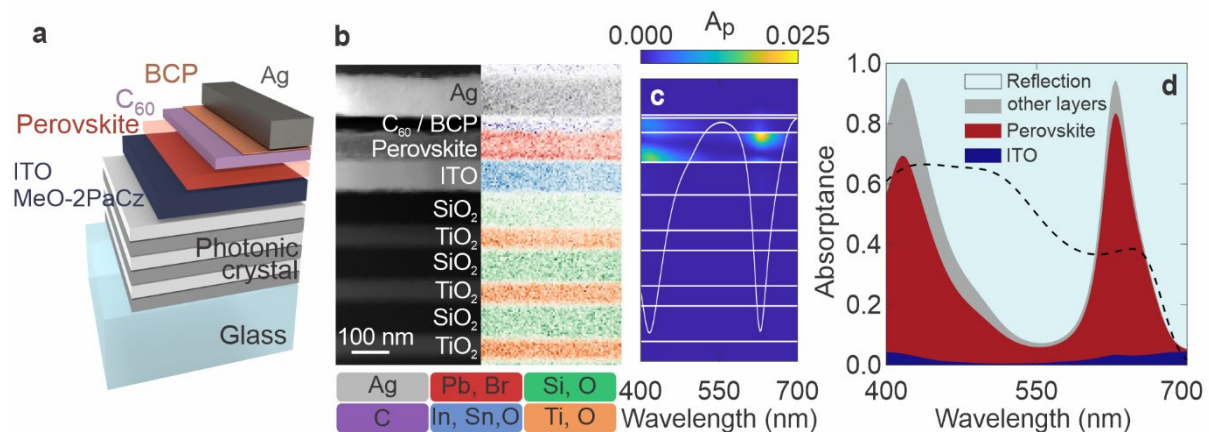 a
BCP
Ag
C₆₀
Perovskite
ITO
MeO-2PaCz
Photonic
crystal
Glass
b
Ag
C₆₀ / BCP
Perovskite
ITO
SiO₂
TiO₂
SiO₂
TiO₂
SiO₂
TiO₂
100 nm
Ag
Pb, Br
Si, O
C
In, Sn,O
Ti, O
Aₚ
0.000
0.025
c
400
550
700
Wavelength (nm)
d
Reflection
other layers
Perovskite
ITO
Absorptance
1.0
0.8
0.6
0.4
0.2
0.0
400
550
700
Wavelength (nm)